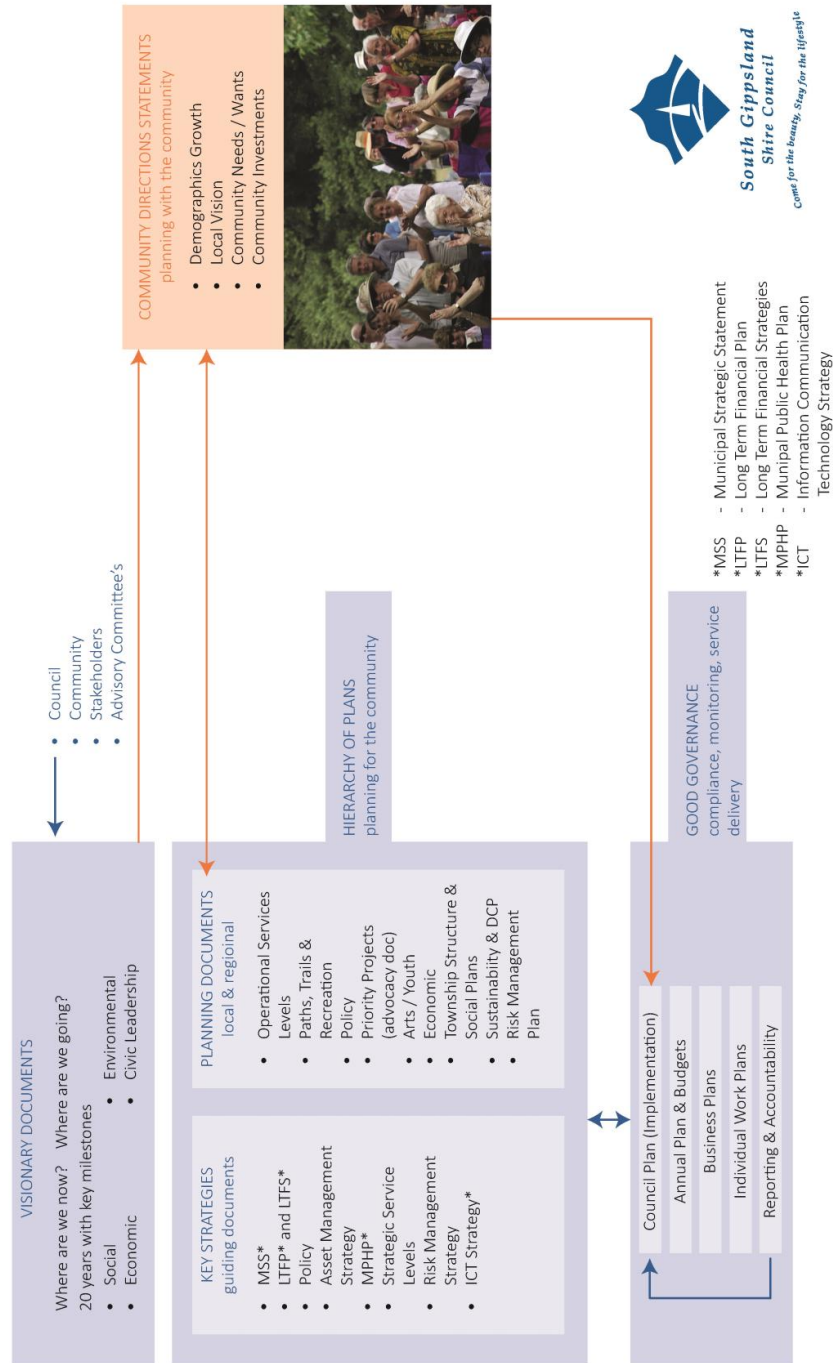 VISIONARY DOCUMENTS
Where are we now?   Where are we going?
20 years with key milestones
• Social
• Economic
• Environmental
• Civic Leadership
• Council
• Community
Stakeholders
• Advisory Committee's
COMMUNITY DIRECTIONS STATEMENTS
planning with the community
• Demographics Growth
• Local Vision
• Community Needs / Wants
• Community Investments
KEY STRATEGIES
guiding documents
• MSS*
• LTFP* and LTFS*
• Policy
• Asset Management
Strategy
• MPHP*
• Strategic Service
Levels
• Risk Management
Strategy
• ICT Strategy*
PLANNING DOCUMENTS
local & regioinal
• Operational Services
Levels
• Paths, Trails &
Recreation
• Policy
• Priority Projects
(advocacy doc)
• Arts / Youth
• Economic
• Township Structure &
Social Plans
• Sustainabiity & DCP
• Risk Management
Plan
HIERARCHY OF PLANS
planning for the community
Council Plan (Implementation)
Annual Plan & Budgets
Business Plans
Individual Work Plans
Reporting & Accountability
GOOD GOVERNANCE
compliance, monitoring, service
delivery
*MSS - Municipal Strategic Statement
*LTFP - Long Term Financial Plan
*LTFS - Long Term Financial Strategies
*MPHP - Munipal Public Health Plan
*ICT - Information Communication
Technology Strategy
South Gippsland
Shire Council
Come for the beauty, Stay for the lifestyle